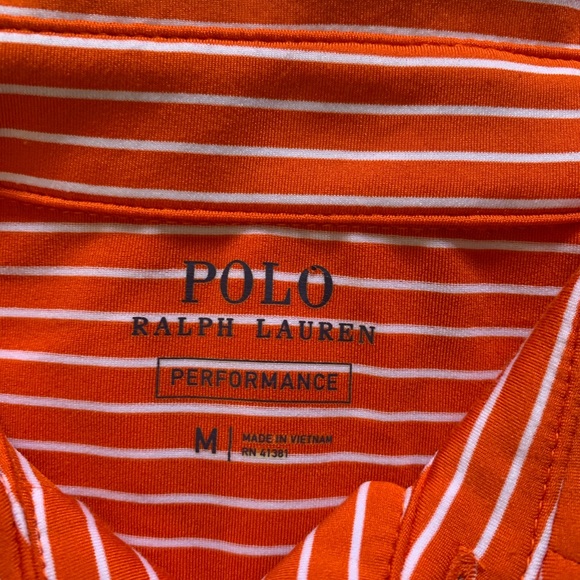 POLO
RALPH LAUREN
PERFORMANCE
M
MADE IN VIETNAM
RN 41381